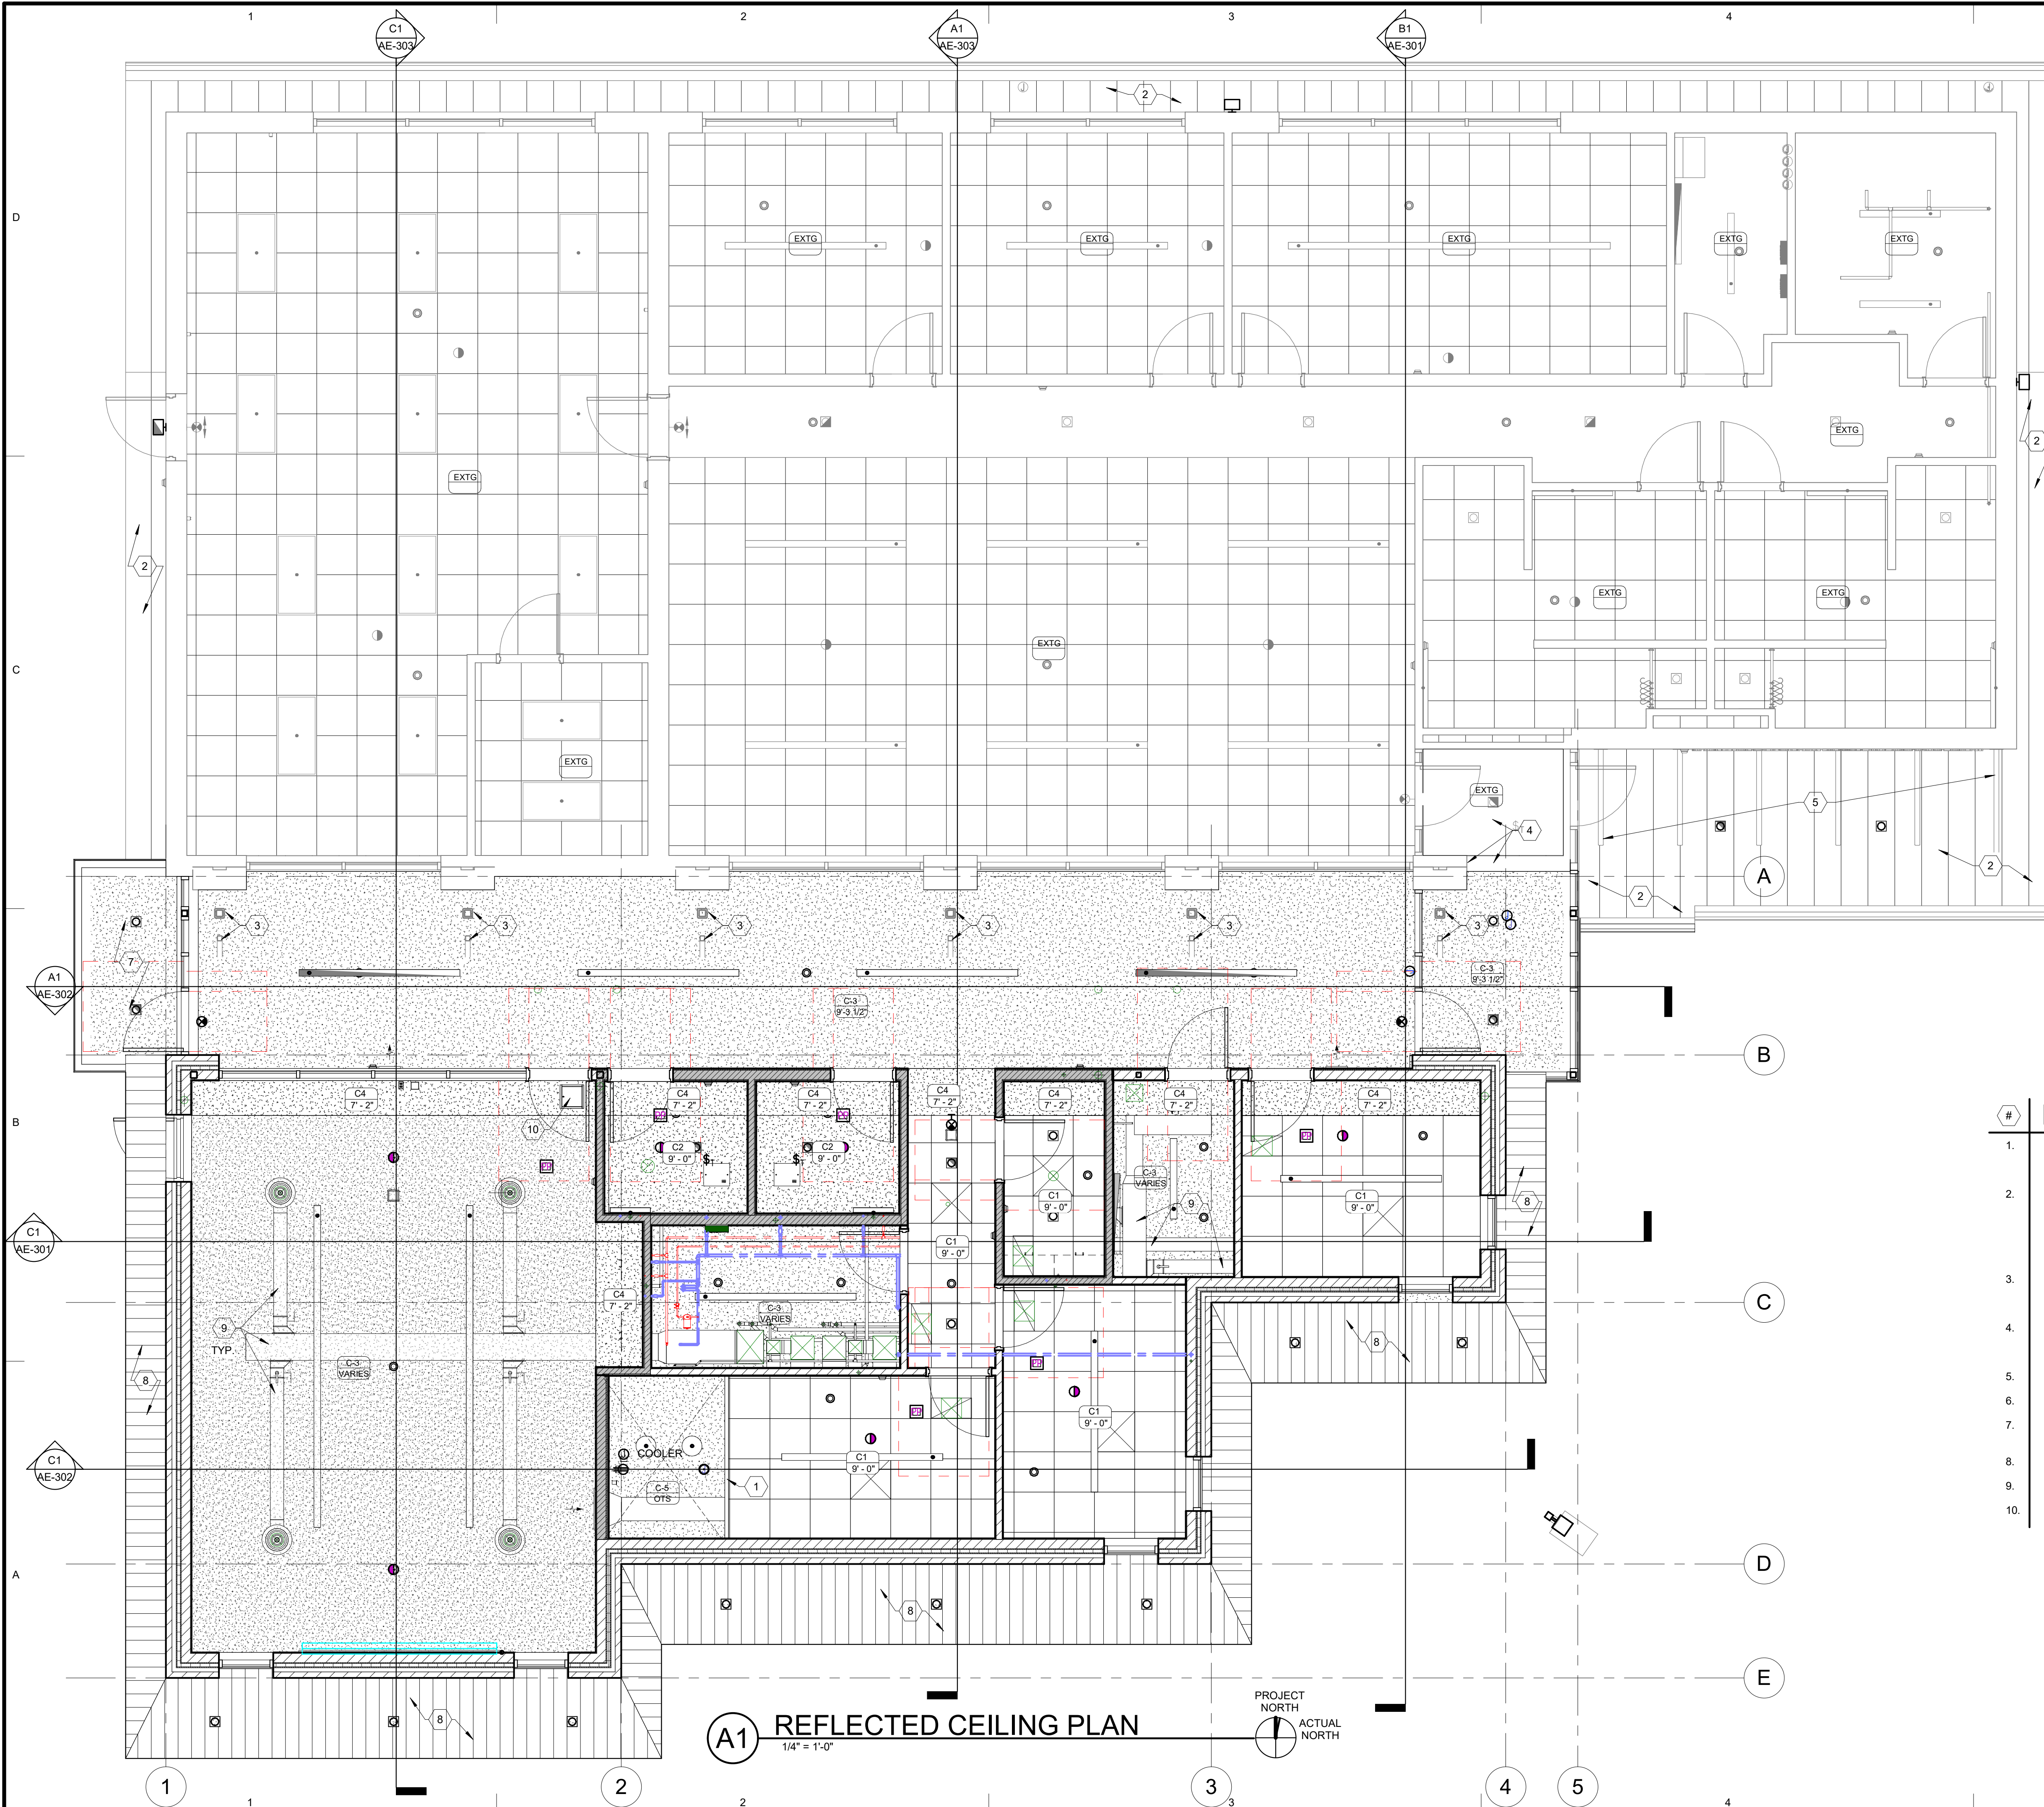 1
2
3
4
C1
AE-303
A1
AE-303
B1
AE-301
2
D
EXTG
EXTG
EXTG
EXTG
EXTG
EXTG
2
EXTG
2
EXTG
EXTG
C
EXTG
EXTG
EXTG
4
5
2
2
A
3
3
3
3
3
3
7
A1
AE-302
C-3
9'-3 1/2"
C-3
9'-3 1/2"
B
C4
7' - 2"
C4
7' - 2"
C4
7' - 2"
C4
7' - 2"
C4
7' - 2"
C4
7' - 2"
C4
7' - 2"
B
#
10
C2
9' - 0"
C2
9' - 0"
1.
C-3
VARIES
C1
9' - 0"
C1
9' - 0"
9
8
2.
C1
AE-301
C1
9' - 0"
3.
C4
7' - 2"
C-3
VARIES
C
9
TYP.
4.
8
C-3
VARIES
8
5.
6.
C1
9' - 0"
7.
COOLER
C1
AE-302
C1
9' - 0"
8.
C-5
OTS
1
9.
10.
D
A
8
E
8
A1
REFLECTED CEILING PLAN
1/4" = 1'-0"
PROJECT
NORTH
ACTUAL
NORTH
1
2
3
4
5
1
2
3
4